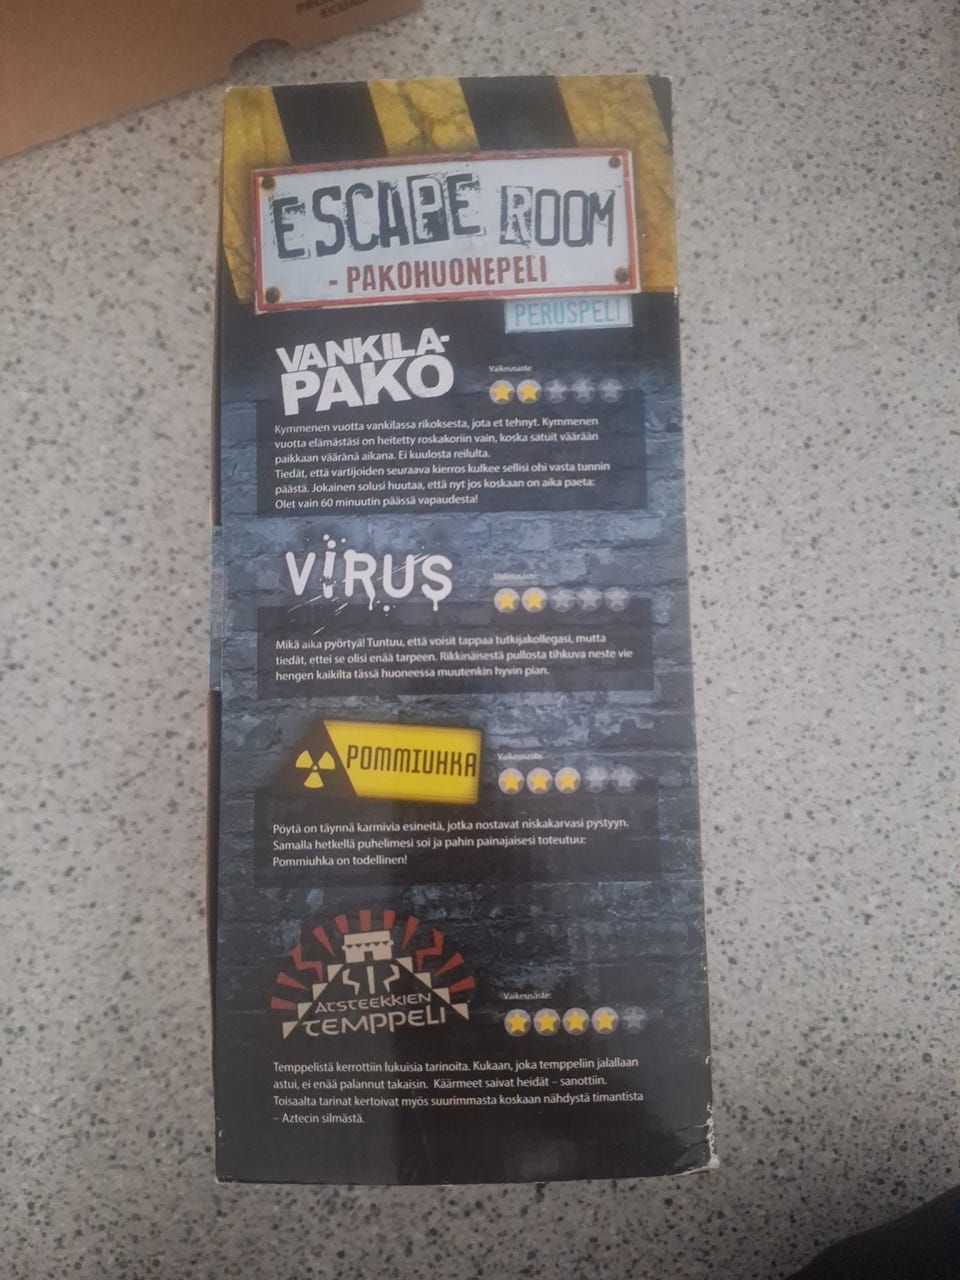 ESCAPE ROOM
- PAKOHUONEPELI
PERUSPELI
VANKILA-
PAKO
Vaikeusaste
Kymmenen vuotta vankilassa rikoksesta, jota et tehnyt. Kymmenen
vuotta elämästäsi on heitetty roskakoriin vain, koska satuit väärään
paikkaan vääränä aikana. Ei kuulosta reilulta.
Tiedät, että vartijoiden seuraava kierros kulkee sellisi ohi vasta tunnin
päästä. Jokainen solusi huutaa, että nyt jos koskaan on aika paeta:
Olet vain 60 minuutin päässä vapaudesta!
VIRUS
Vaikeusaste:
Mikä aika pyörtyä! Tuntuu, että voisit tappaa tutkijakollegasi, mutta
tiedät, ettei se olisi enää tarpeen. Rikkinäisestä pullosta tihkuva neste vie
hengen kaikilta tässä huoneessa muutenkin hyvin pian.
POMMIUHKA
Vaikeusaste:
Pöytä on täynnä karmivia esineitä, jotka nostavat niskakarvasi pystyyn.
Samalla hetkellä puhelimesi soi ja pahin painajaisesi toteutuu:
Pommiuhka on todellinen!
ATSTEEKKIEN
TEMPPELI
Vaikeusaste:
Temppelistä kerrottiin lukuisia tarinoita. Kukaan, joka temppeliin jalallaan
astui, ei enää palannut takaisin. Käärmeet saivat heidät – sanottiin.
Toisaalta tarinat kertoivat myös suurimmasta koskaan nähdystä timantista
– Aztecin silmästä.